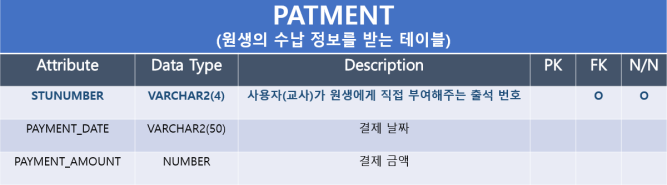 PATMENT
(원생의 수납 정보를 받는 테이블)
Attribute Data Type Description PK FK N/N
STUNUMBER VARCHAR2(4) 사용자(교사)가 원생에게 직접 부여해주는 출석 번호 O O
PAYMENT_DATE VARCHAR2(50) 결제 날짜
PAYMENT_AMOUNT NUMBER 결제 금액